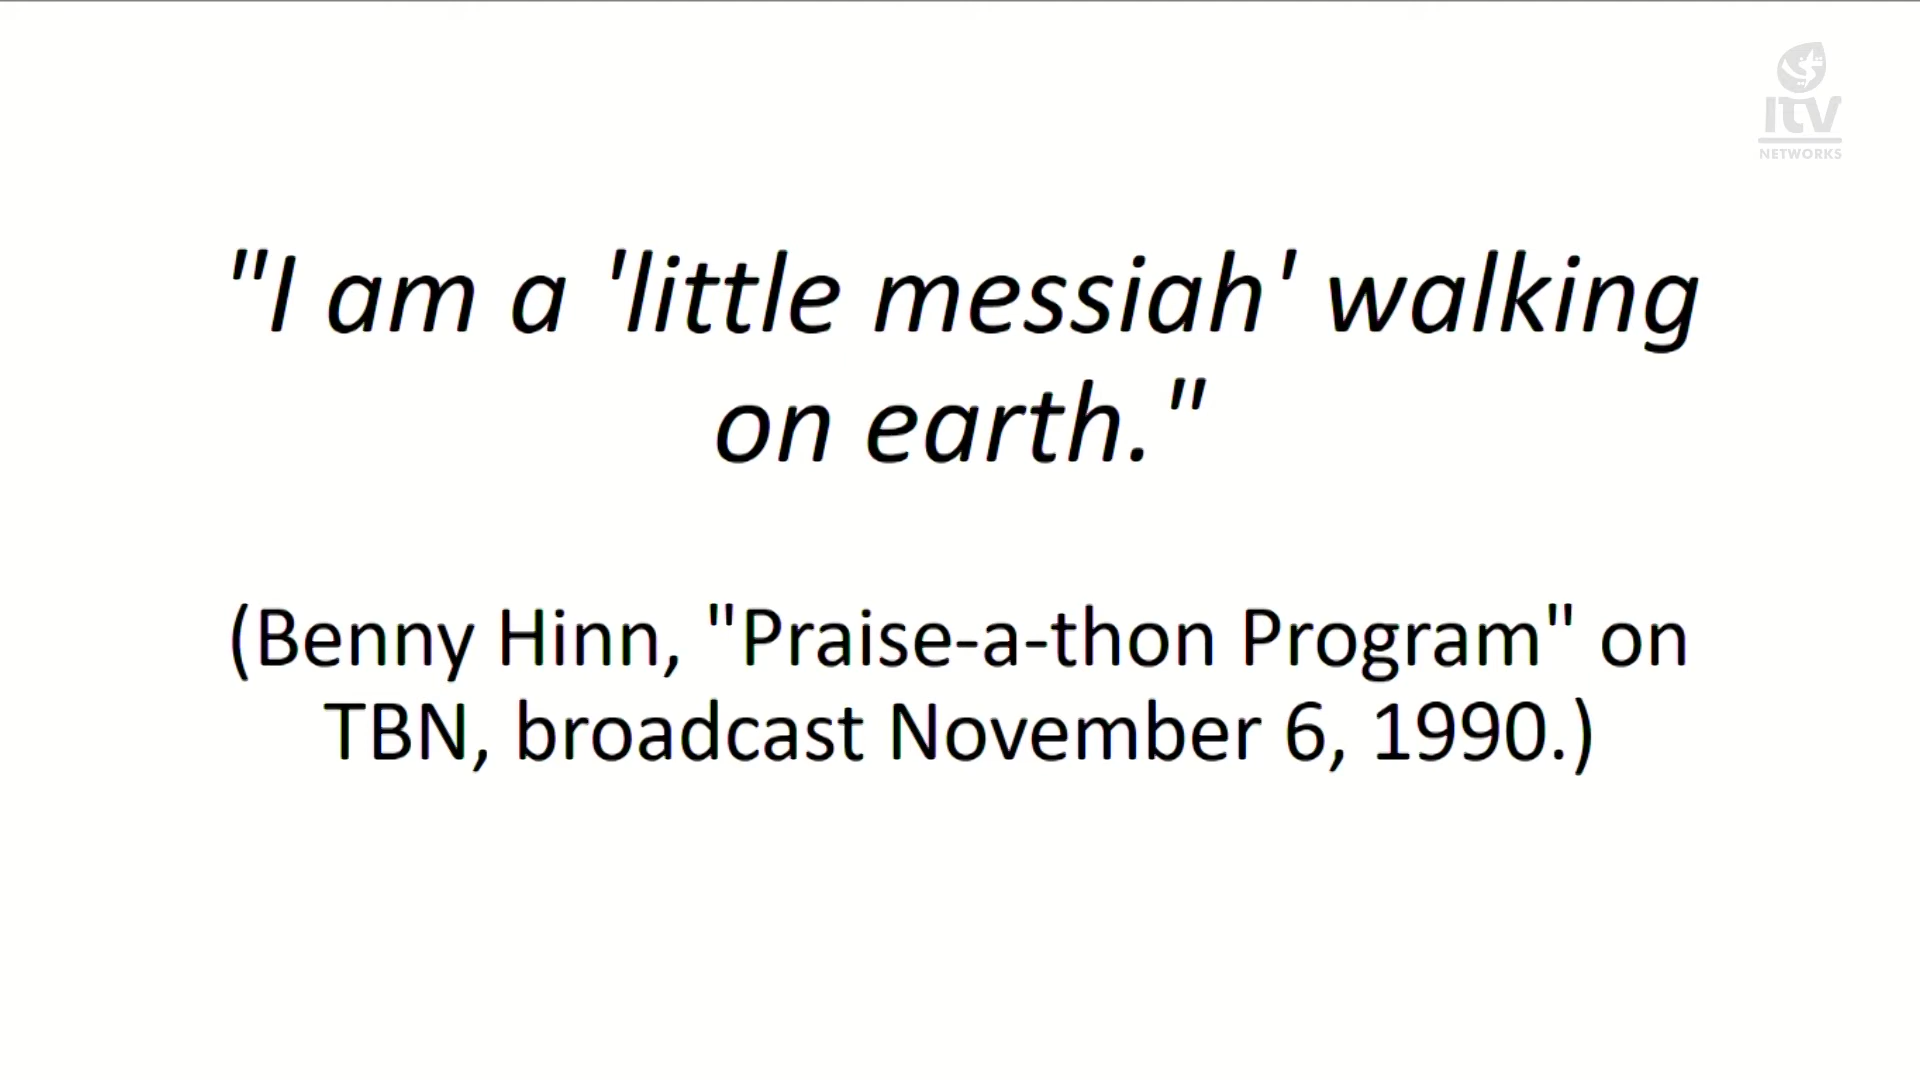 ITV
NETWORKS
"I am a 'little messiah' walking
on earth."
(Benny Hinn, "Praise-a-thon Program" on
TBN, broadcast November 6, 1990.)